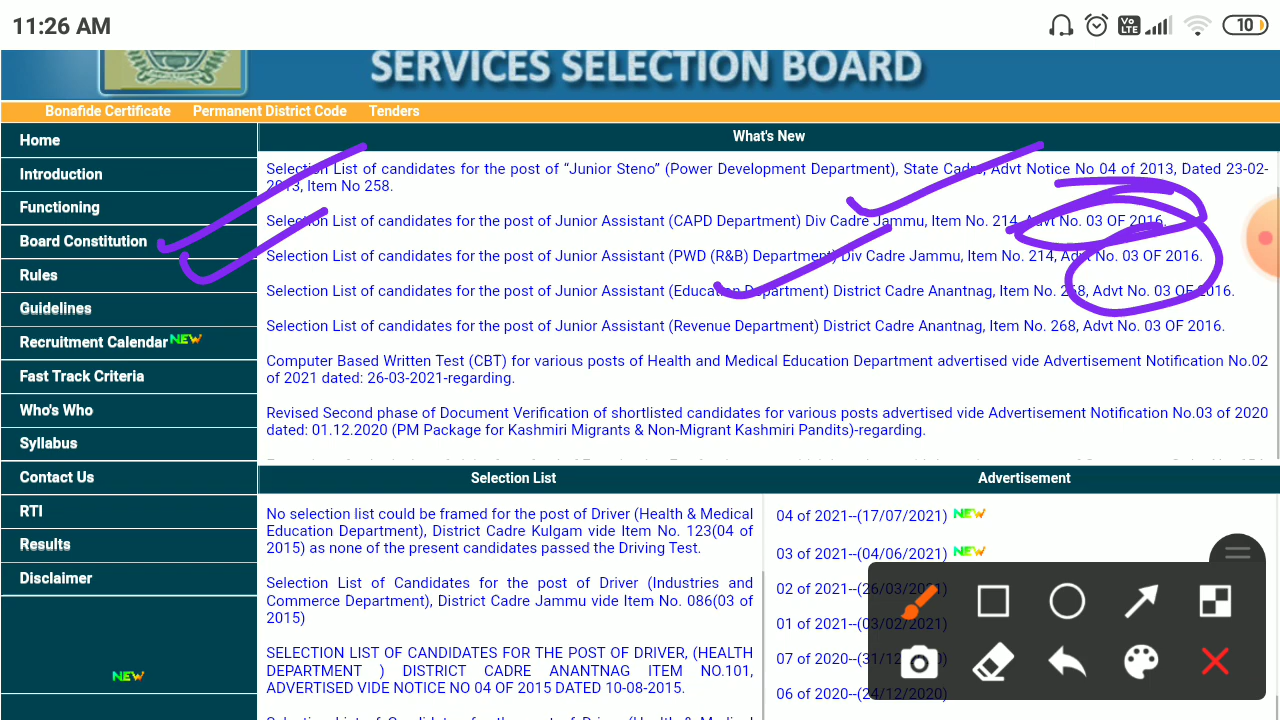 11:26 AM
Vo LTE
10
SERVICES SELECTION BOARD
Bonafide Certificate Permanent District Code Tenders
Home
Introduction
Functioning
Board Constitution
Rules
Guidelines
Recruitment Calendar NEW
Fast Track Criteria
Who's Who
Syllabus
Contact Us
RTI
Results
Disclaimer
NEW
What's New
Selection List of candidates for the post of “Junior Steno” (Power Development Department), State Cadre, Advt Notice No 04 of 2013, Dated 23-02-
2013, Item No 258.
Selection List of candidates for the post of Junior Assistant (CAPD Department) Div Cadre Jammu, Item No. 214, Advt No. 03 OF 2016.
Selection List of candidates for the post of Junior Assistant (PWD (R&B) Department) Div Cadre Jammu, Item No. 214, Advt No. 03 OF 2016.
Selection List of candidates for the post of Junior Assistant (Education Department) District Cadre Anantnag, Item No. 268, Advt No. 03 OF 2016.
Selection List of candidates for the post of Junior Assistant (Revenue Department) District Cadre Anantnag, Item No. 268, Advt No. 03 OF 2016.
Computer Based Written Test (CBT) for various posts of Health and Medical Education Department advertised vide Advertisement Notification No.02
of 2021 dated: 26-03-2021-regarding.
Revised Second phase of Document Verification of shortlisted candidates for various posts advertised vide Advertisement Notification No.03 of 2020
dated: 01.12.2020 (PM Package for Kashmiri Migrants & Non-Migrant Kashmiri Pandits)-regarding.
Selection List
No selection list could be framed for the post of Driver (Health & Medical
Education Department), District Cadre Kulgam vide Item No. 123(04 of
2015) as none of the present candidates passed the Driving Test.
Selection List of Candidates for the post of Driver (Industries and
Commerce Department), District Cadre Jammu vide Item No. 086(03 of
2015)
SELECTION LIST OF CANDIDATES FOR THE POST OF DRIVER, (HEALTH
DEPARTMENT ) DISTRICT CADRE ANANTNAG ITEM NO.101,
ADVERTISED VIDE NOTICE NO 04 OF 2015 DATED 10-08-2015.
Advertisement
04 of 2021--(17/07/2021) NEW
03 of 2021--(04/06/2021) NEW
02 of 2021--(26/03/2021)
01 of 2021--(03/02/2021)
07 of 2020--(31/12/2020)
06 of 2020--(24/12/2020)